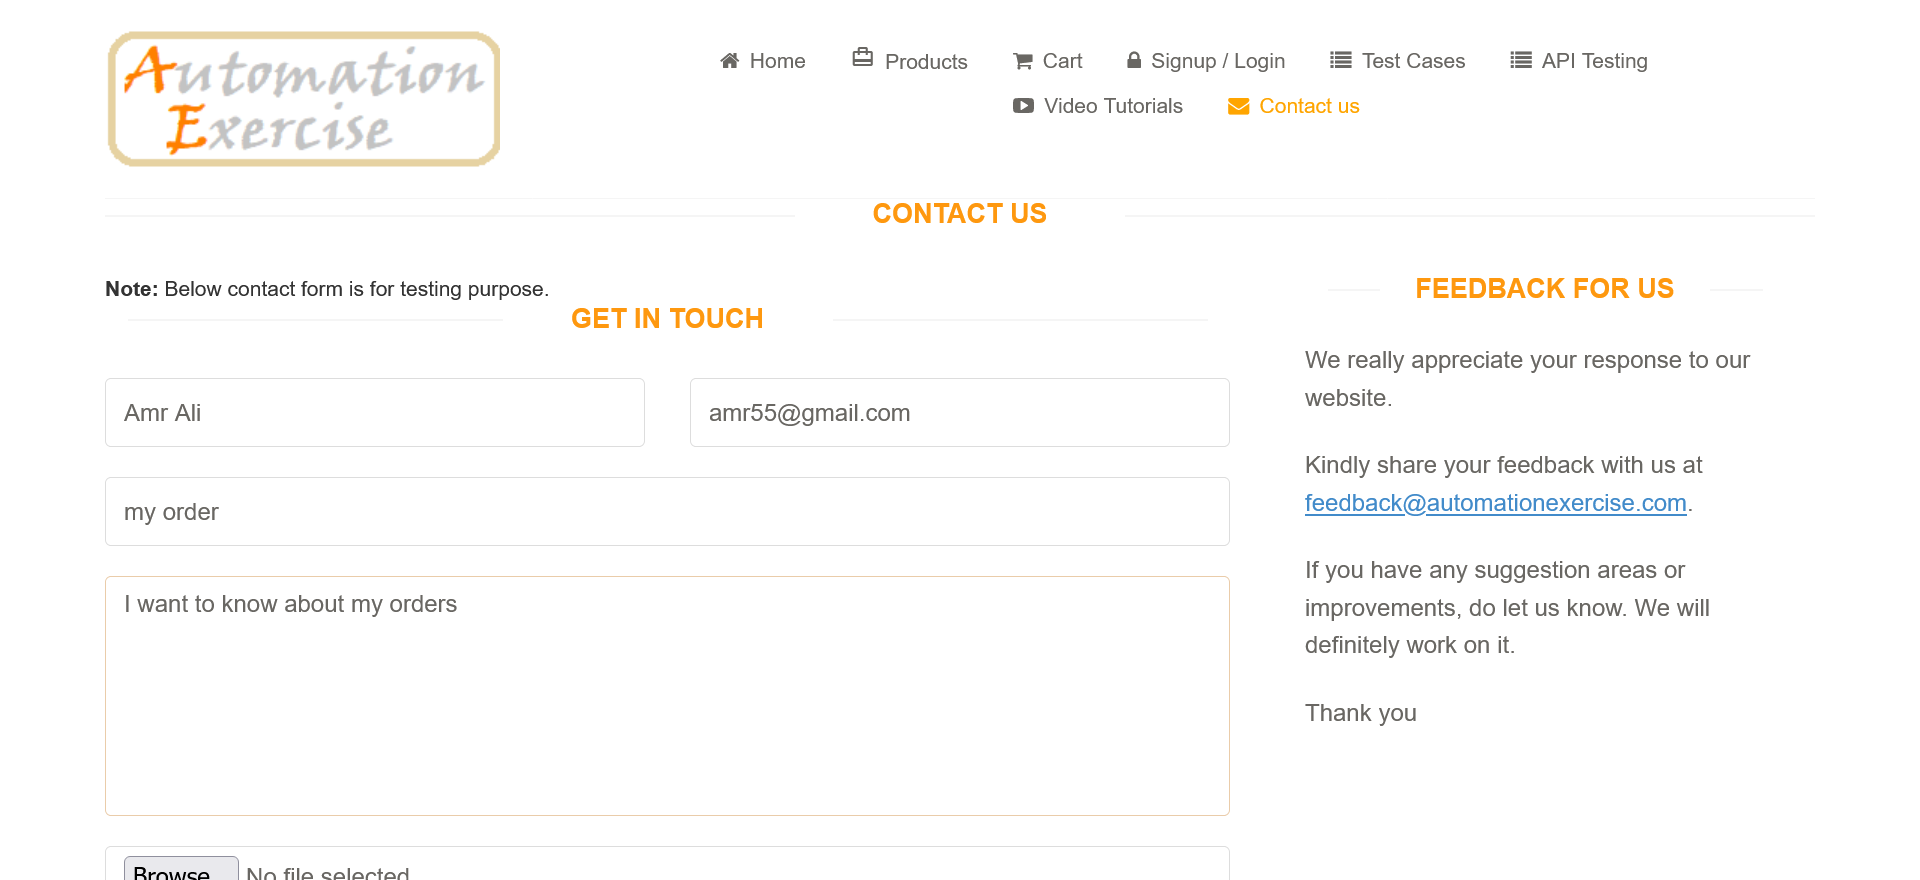 Automation
Exercise
Home Products Cart Signup / Login Test Cases API Testing
Video Tutorials Contact us
CONTACT US
Note: Below contact form is for testing purpose.
GET IN TOUCH
Amr Ali amr55@gmail.com
my order
I want to know about my orders
Browse... No file selected.
FEEDBACK FOR US
We really appreciate your response to our
website.
Kindly share your feedback with us at
feedback@automationexercise.com.
If you have any suggestion areas or
improvements, do let us know. We will
definitely work on it.
Thank you